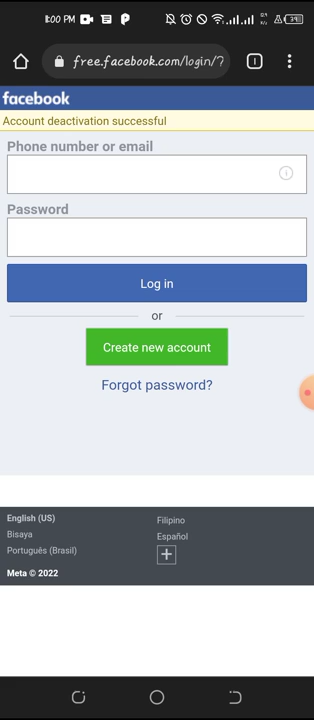 8:00 PM
free.facebook.com/login/?
facebook
Account deactivation successful
Phone number or email
Password
Log in
or
Create new account
Forgot password?
English (US)
Filipino
Bisaya
Español
Português (Brasil)
Meta © 2022